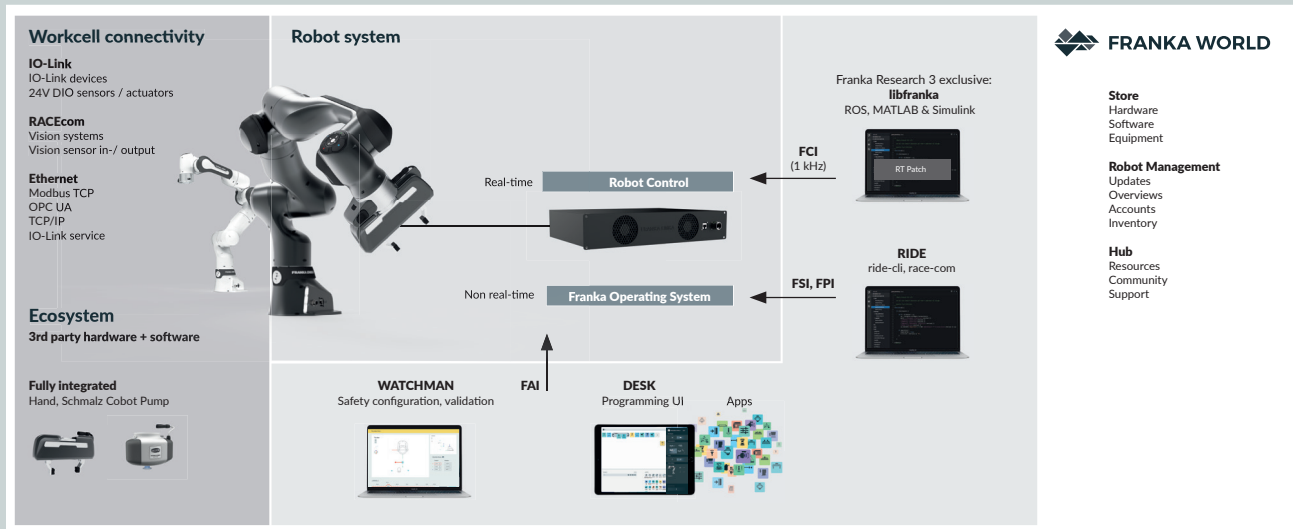 Workcell connectivity
IO-Link
IO-Link devices
24V DIO sensors / actuators
RACEcom
Vision systems
Vision sensor in-/ output
Ethernet
Modbus TCP
OPC UA
TCP/IP
IO-Link service
Ecosystem
3rd party hardware + software
Fully integrated
Hand, Schmalz Cobot Pump
Robot system
Real-time
Robot Control
Non real-time
Franka Operating System
FCI
(1 kHz)
Franka Research 3 exclusive:
libfranka
ROS, MATLAB & Simulink
RT Patch
FSI, FPI
RIDE
ride-cli, race-com
WATCHMAN
Safety configuration, validation
FAI
DESK
Programming UI
Apps
FRANKA WORLD
Store
Hardware
Software
Equipment
Robot Management
Updates
Overviews
Accounts
Inventory
Hub
Resources
Community
Support